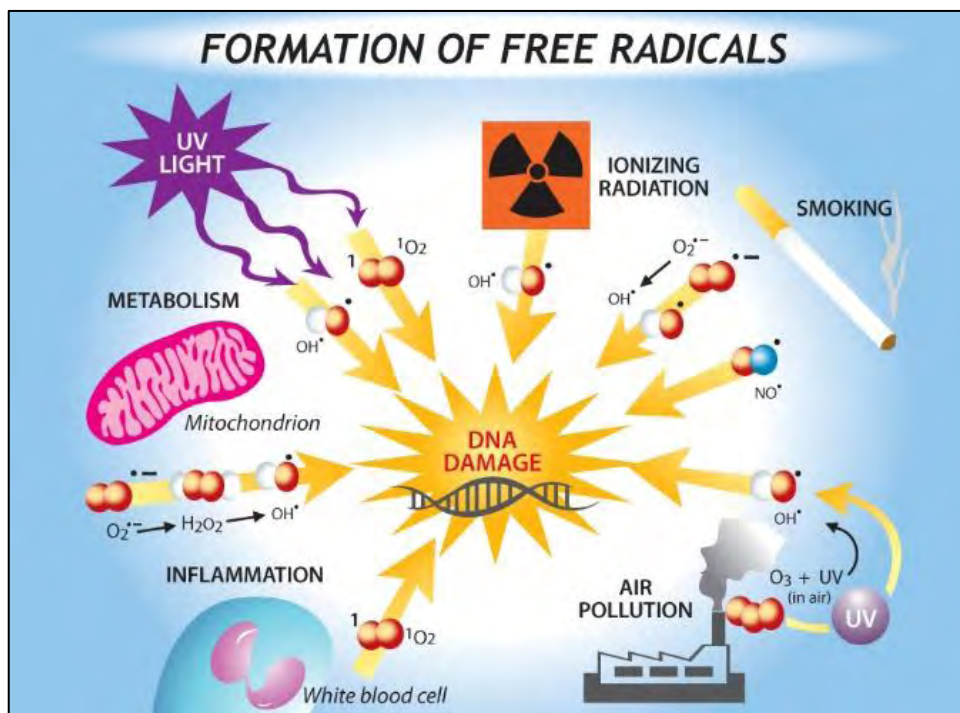 FORMATION OF FREE RADICALS
UV
LIGHT
1
¹O₂
OH•
IONIZING
RADIATION
OH•
SMOKING
O₂•–
• –
OH•
•
NO•
METABOLISM
Mitochondrion
• –
O₂•–
H₂O₂
OH•
DNA
DAMAGE
OH•
INFLAMMATION
1
¹O₂
White blood cell
AIR
POLLUTION
O₃ + UV
(in air)
UV